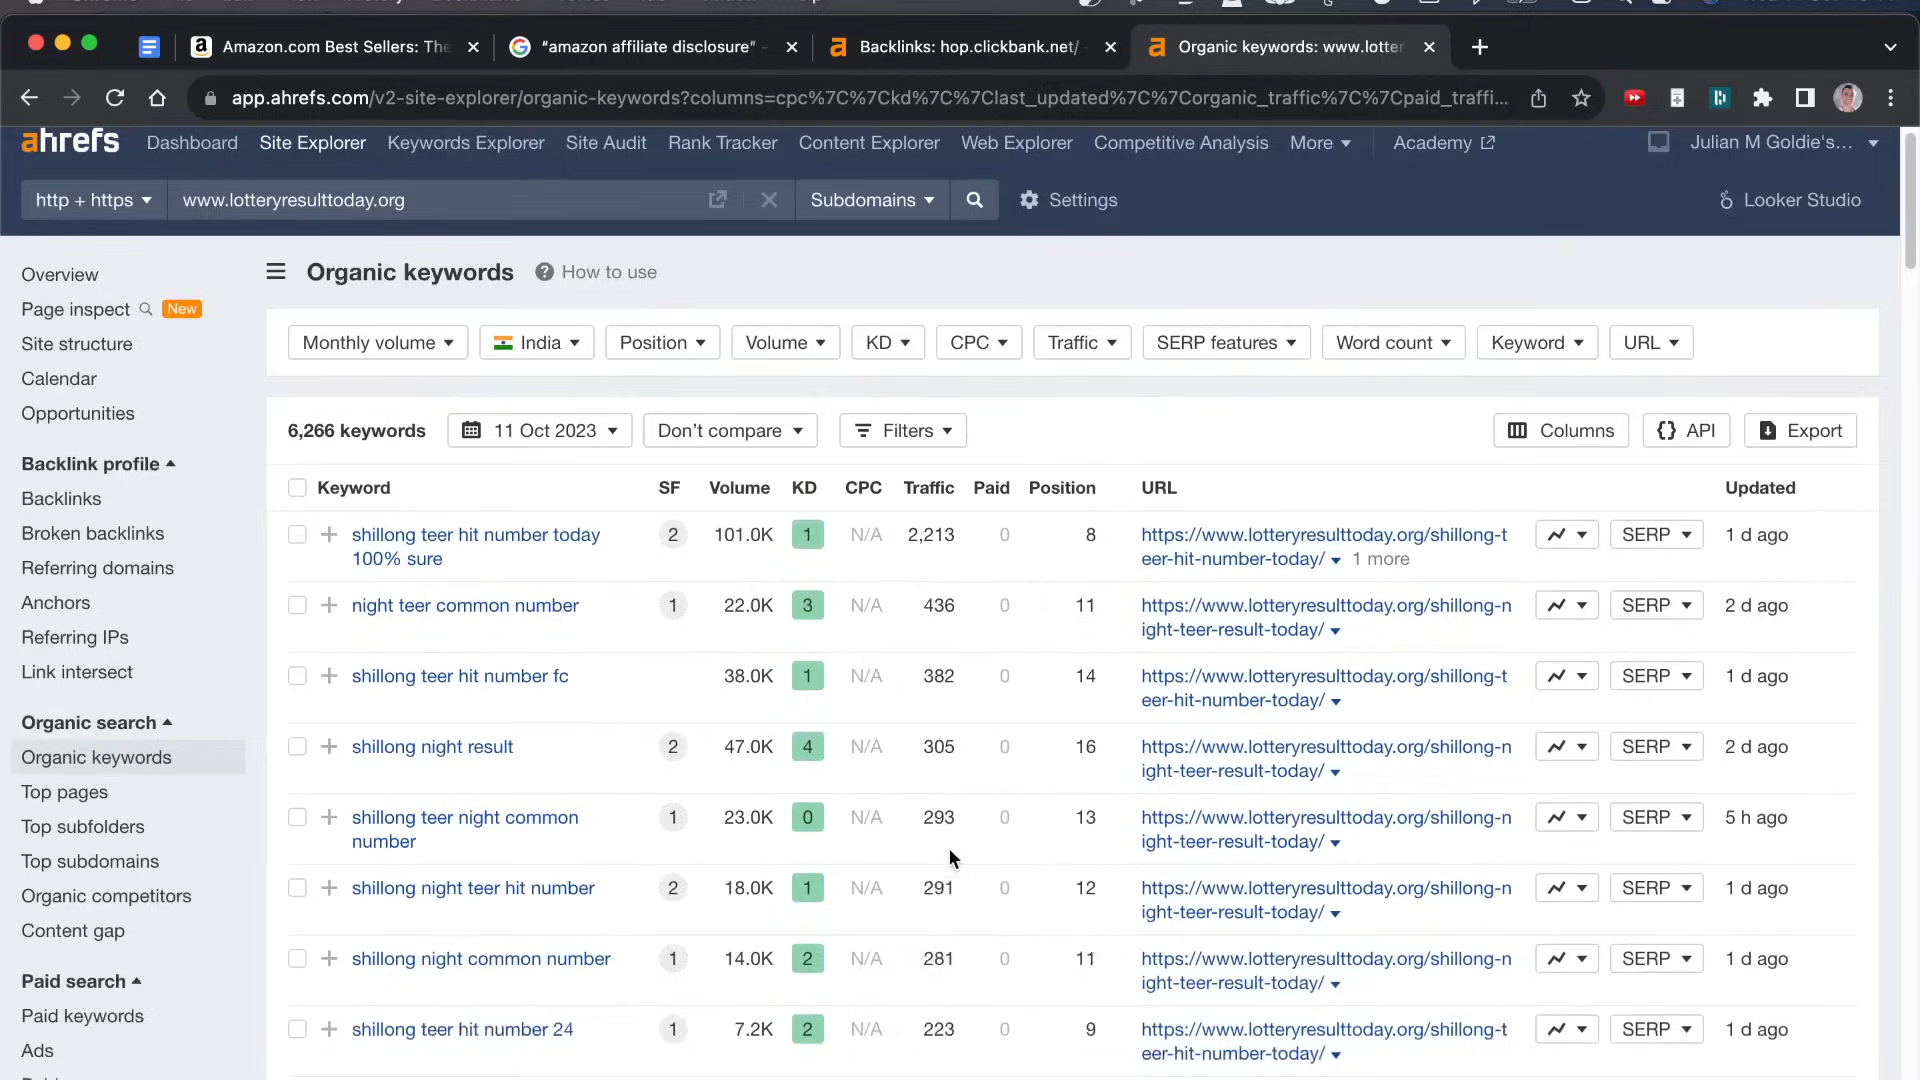 Amazon.com Best Sellers: The
"amazon affiliate disclosure" -
Backlinks: hop.clickbank.net/
Organic keywords: www.lotter
app.ahrefs.com/v2-site-explorer/organic-keywords?columns=cpc%7C%7Ckd%7C%7Clast_updated%7C%7Corganic_traffic%7C%7Cpaid_traffi...
ahrefs Dashboard Site Explorer Keywords Explorer Site Audit Rank Tracker Content Explorer Web Explorer Competitive Analysis More Academy Julian M Goldie's...
http + https www.lotteryresulttoday.org Subdomains Settings Looker Studio
Overview
Page inspect New
Site structure
Calendar
Opportunities
Backlink profile
Backlinks
Broken backlinks
Referring domains
Anchors
Referring IPs
Link intersect
Organic search
Organic keywords
Top pages
Top subfolders
Top subdomains
Organic competitors
Content gap
Paid search
Paid keywords
Ads
Organic keywords ? How to use
Monthly volume India Position Volume KD CPC Traffic SERP features Word count Keyword URL
6,266 keywords 11 Oct 2023 Don't compare Filters Columns {} API Export
Keyword SF Volume KD CPC Traffic Paid Position URL Updated
shillong teer hit number today 2 101.0K 1 N/A 2,213 0 8 https://www.lotteryresulttoday.org/shillong-t SERP 1 d ago
100% sure eer-hit-number-today/ 1 more
night teer common number 1 22.0K 3 N/A 436 0 11 https://www.lotteryresulttoday.org/shillong-n SERP 2 d ago
ight-teer-result-today/
shillong teer hit number fc 38.0K 1 N/A 382 0 14 https://www.lotteryresulttoday.org/shillong-t SERP 1 d ago
eer-hit-number-today/
shillong night result 2 47.0K 4 N/A 305 0 16 https://www.lotteryresulttoday.org/shillong-n SERP 2 d ago
ight-teer-result-today/
shillong teer night common 1 23.0K 0 N/A 293 0 13 https://www.lotteryresulttoday.org/shillong-n SERP 5 h ago
number ight-teer-result-today/
shillong night teer hit number 2 18.0K 1 N/A 291 0 12 https://www.lotteryresulttoday.org/shillong-n SERP 1 d ago
ight-teer-result-today/
shillong night common number 1 14.0K 2 N/A 281 0 11 https://www.lotteryresulttoday.org/shillong-n SERP 1 d ago
ight-teer-result-today/
shillong teer hit number 24 1 7.2K 2 N/A 223 0 9 https://www.lotteryresulttoday.org/shillong-t SERP 1 d ago
eer-hit-number-today/